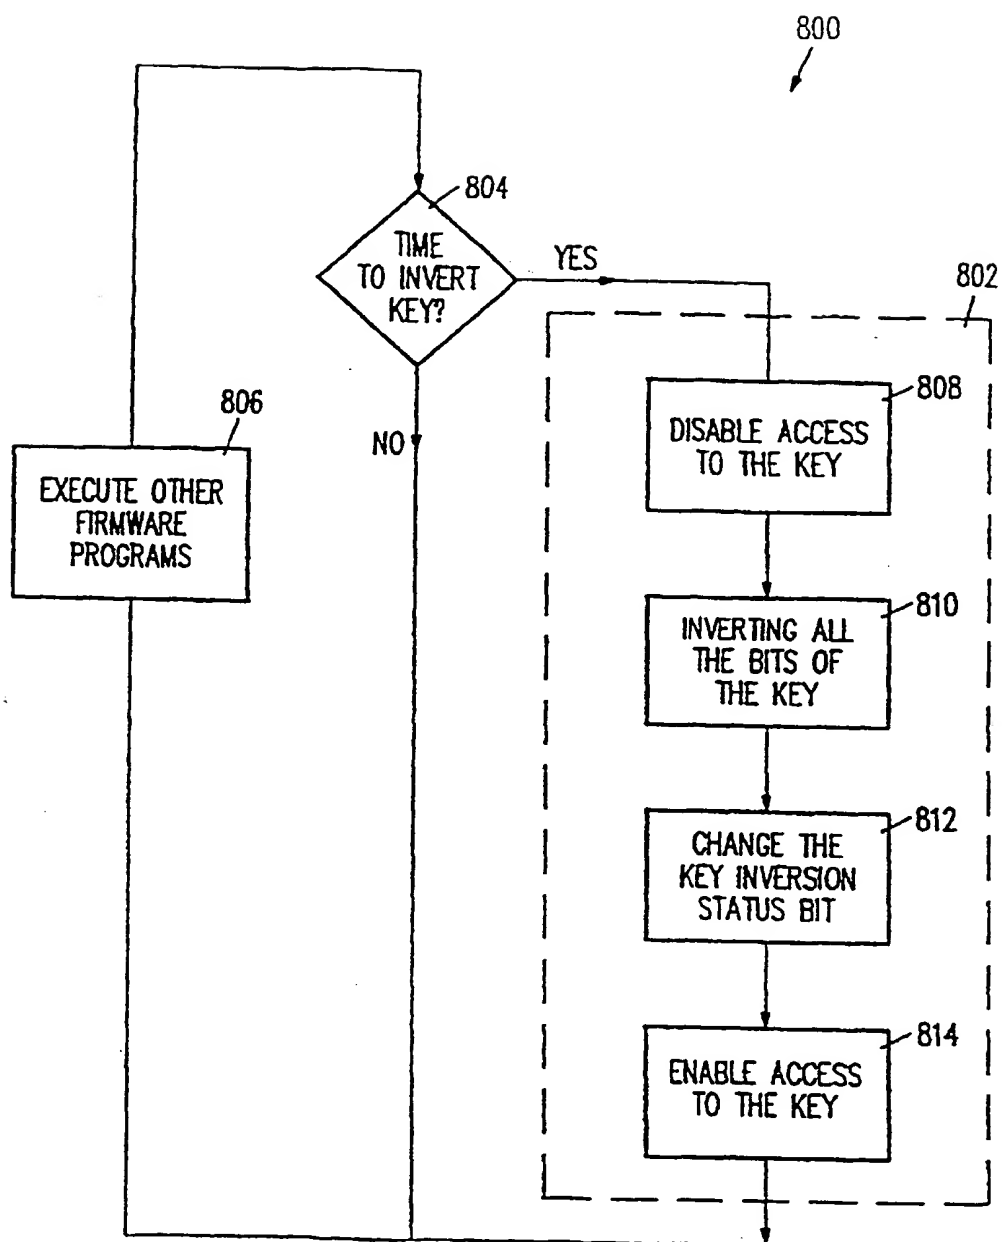 800
804
TIME
TO INVERT
KEY?
YES
802
808
DISABLE ACCESS
TO THE KEY
806
NO
EXECUTE OTHER
FIRMWARE
PROGRAMS
810
INVERTING ALL
THE BITS OF
THE KEY
812
CHANGE THE
KEY INVERSION
STATUS BIT
814
ENABLE ACCESS
TO THE KEY